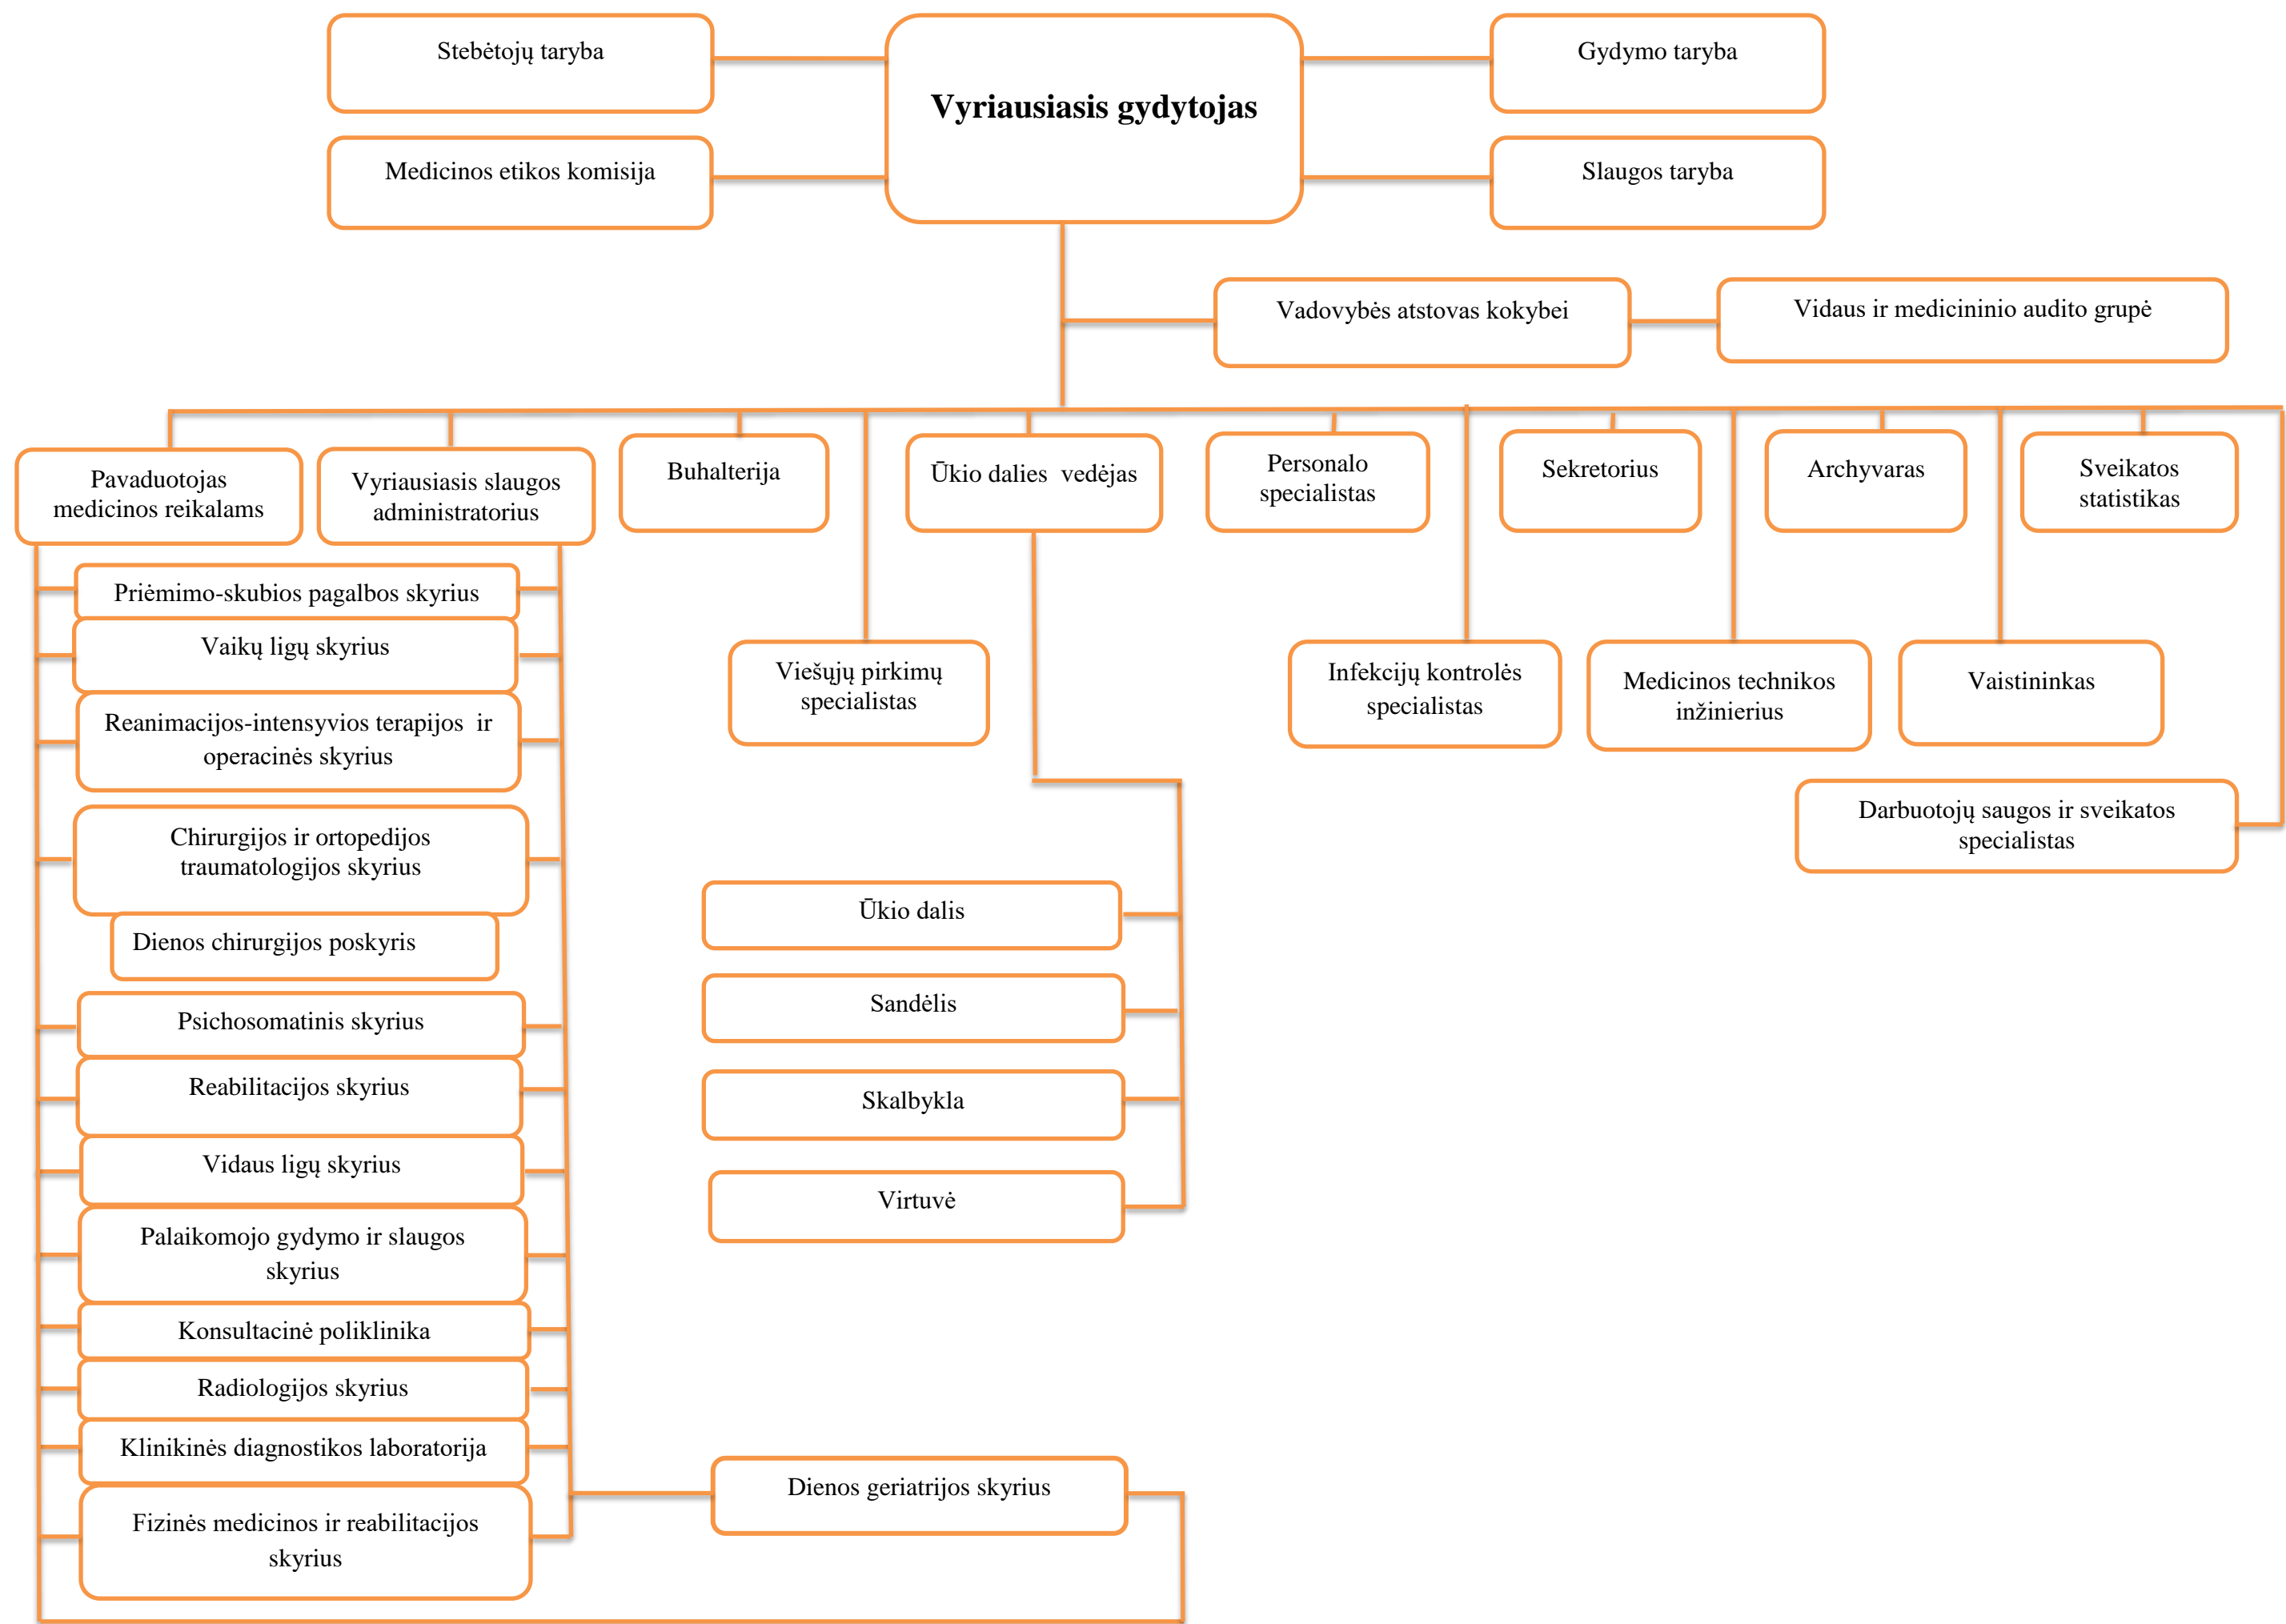 Stebėtojų taryba
Vyriausiasis gydytojas
Gydymo taryba
Medicinos etikos komisija
Slaugos taryba
Vadovybės atstovas kokybei
Vidaus ir medicininio audito grupė
Pavaduotojas
medicinos reikalams
Vyriausiasis slaugos
administratorius
Buhalterija
Ūkio dalies vedėjas
Personalo
specialistas
Sekretorius
Archyvaras
Sveikatos
statistikas
Priėmimo-skubios pagalbos skyrius
Vaikų ligų skyrius
Reanimacijos-intensyvios terapijos ir
operacinės skyrius
Chirurgijos ir ortopedijos
traumatologijos skyrius
Dienos chirurgijos poskyris
Psichosomatinis skyrius
Reabilitacijos skyrius
Vidaus ligų skyrius
Palaikomojo gydymo ir slaugos
skyrius
Konsultacinė poliklinika
Radiologijos skyrius
Klinikinės diagnostikos laboratorija
Fizinės medicinos ir reabilitacijos
skyrius
Viešųjų pirkimų
specialistas
Infekcijų kontrolės
specialistas
Medicinos technikos
inžinierius
Vaistininkas
Darbuotojų saugos ir sveikatos
specialistas
Ūkio dalis
Sandėlis
Skalbykla
Virtuvė
Dienos geriatrijos skyrius